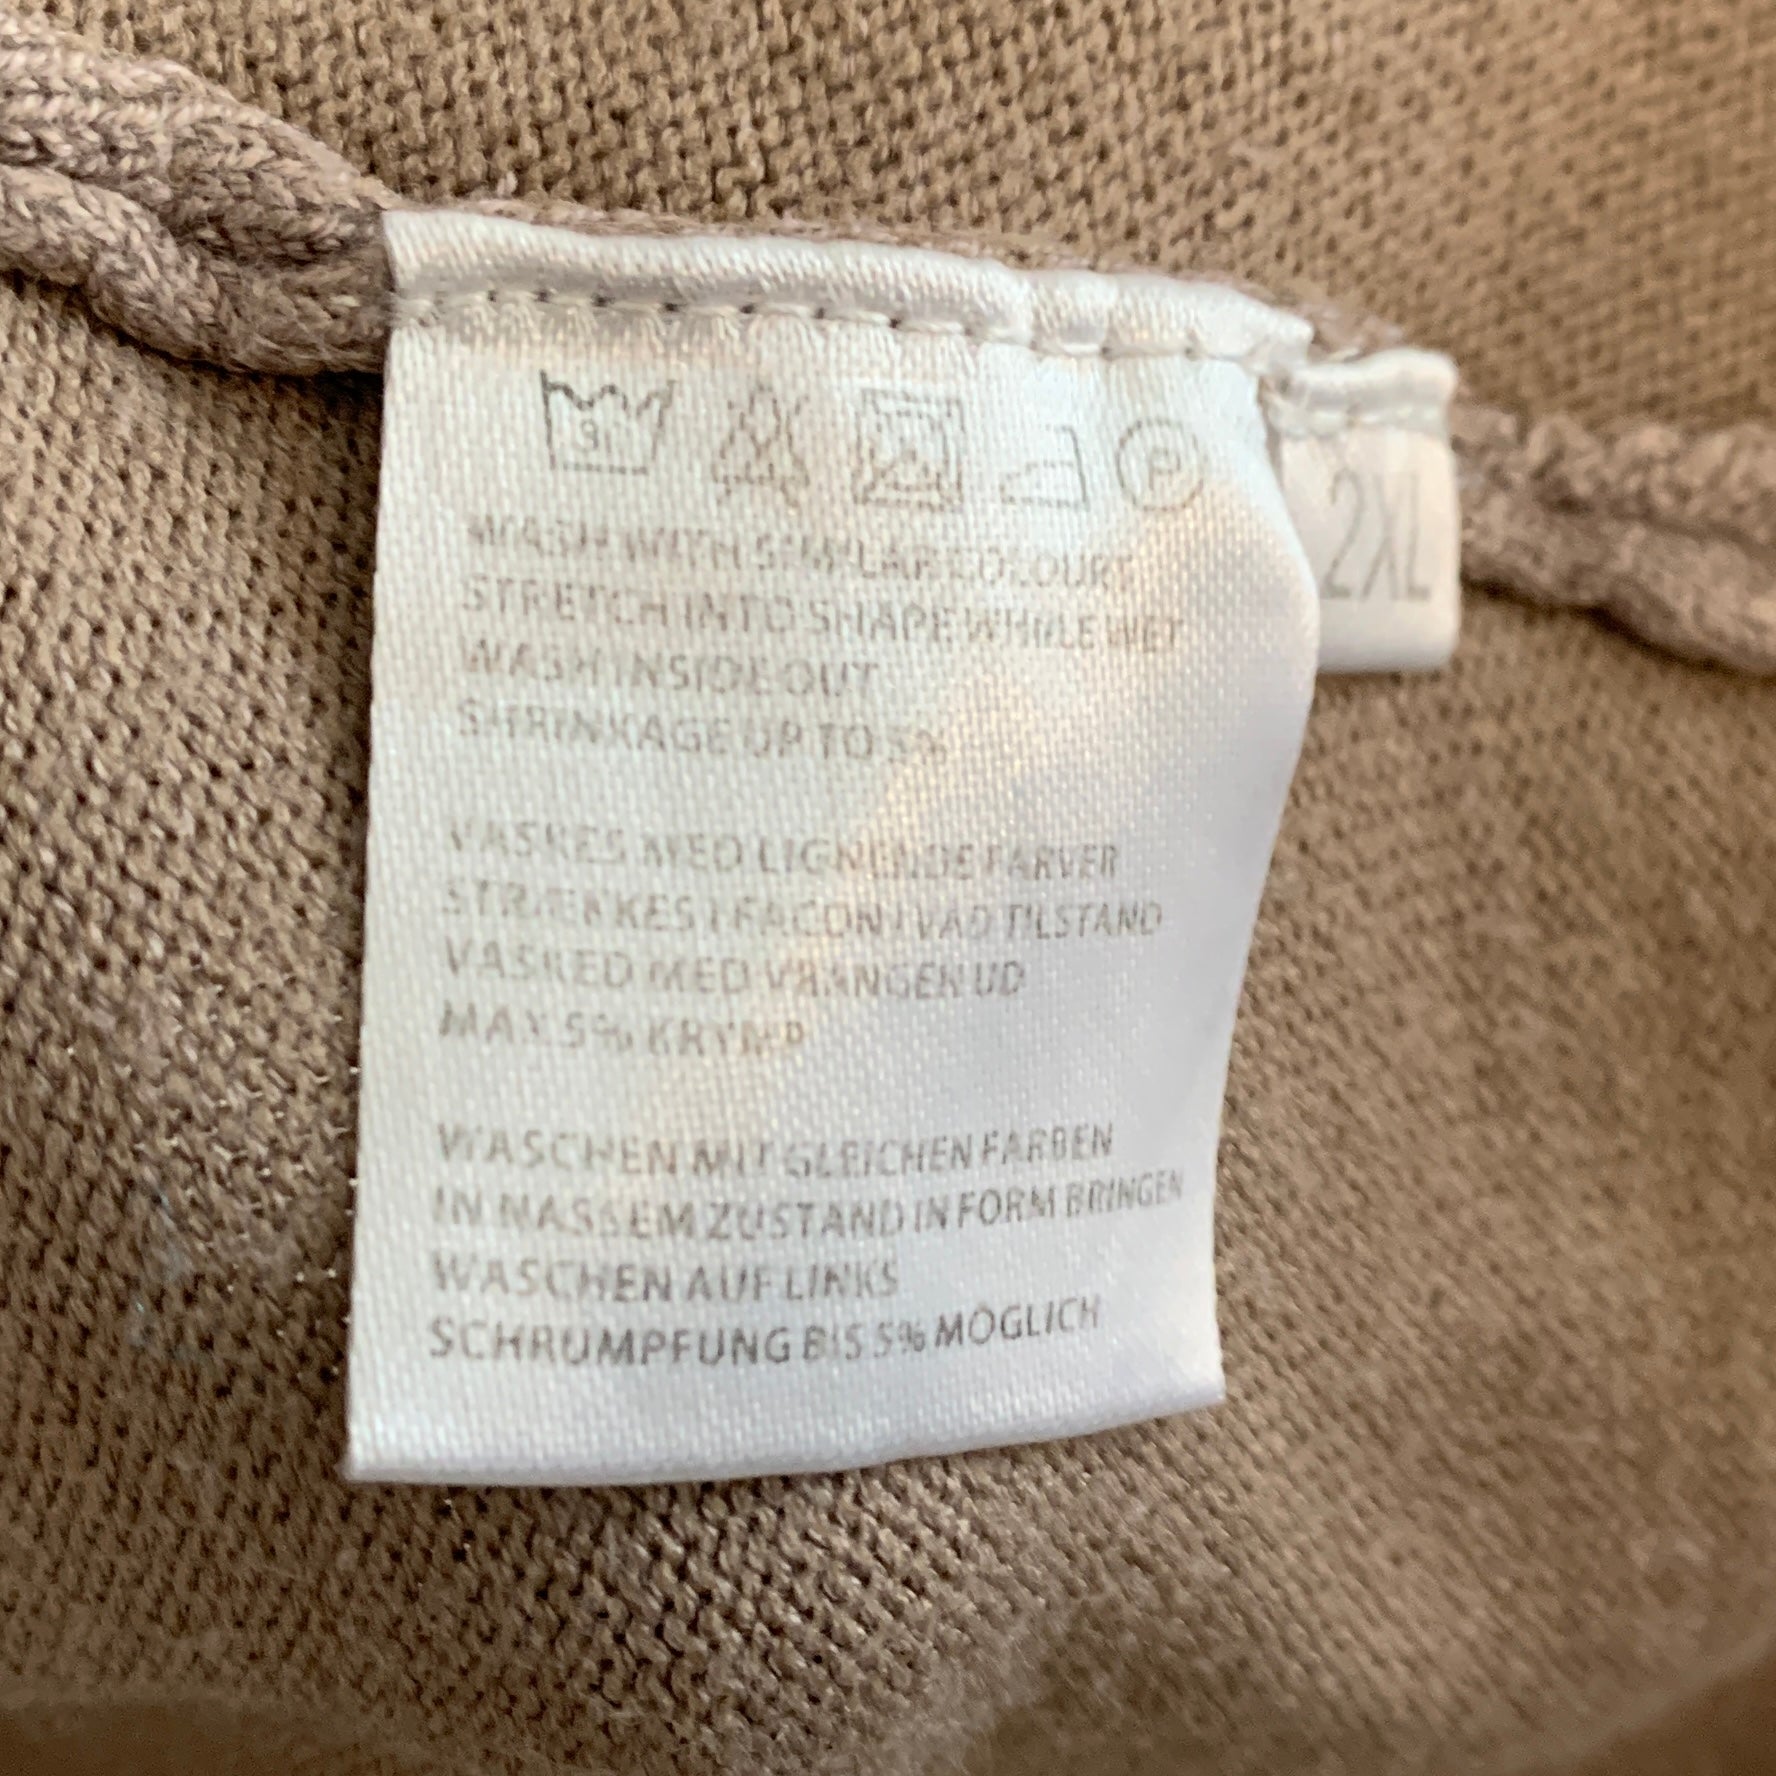 P
2XL
WASH WITH SIMILAR COLOURS
STRETCH INTO SHAPE WHILE WET
WASH INSIDE OUT
SHRINKAGE UP TO 5%
VASKES MED LIGNENDE FARVER
STRÆKKES I FACON I VÅD TILSTAND
VASKED MED VRANGEN UD
MAX 5% KRYMP
WASCHEN MIT GLEICHEN FARBEN
IN NASSEM ZUSTAND IN FORM BRINGEN
WASCHEN AUF LINKS
SCHRUMPFUNG BIS 5% MÖGLICH